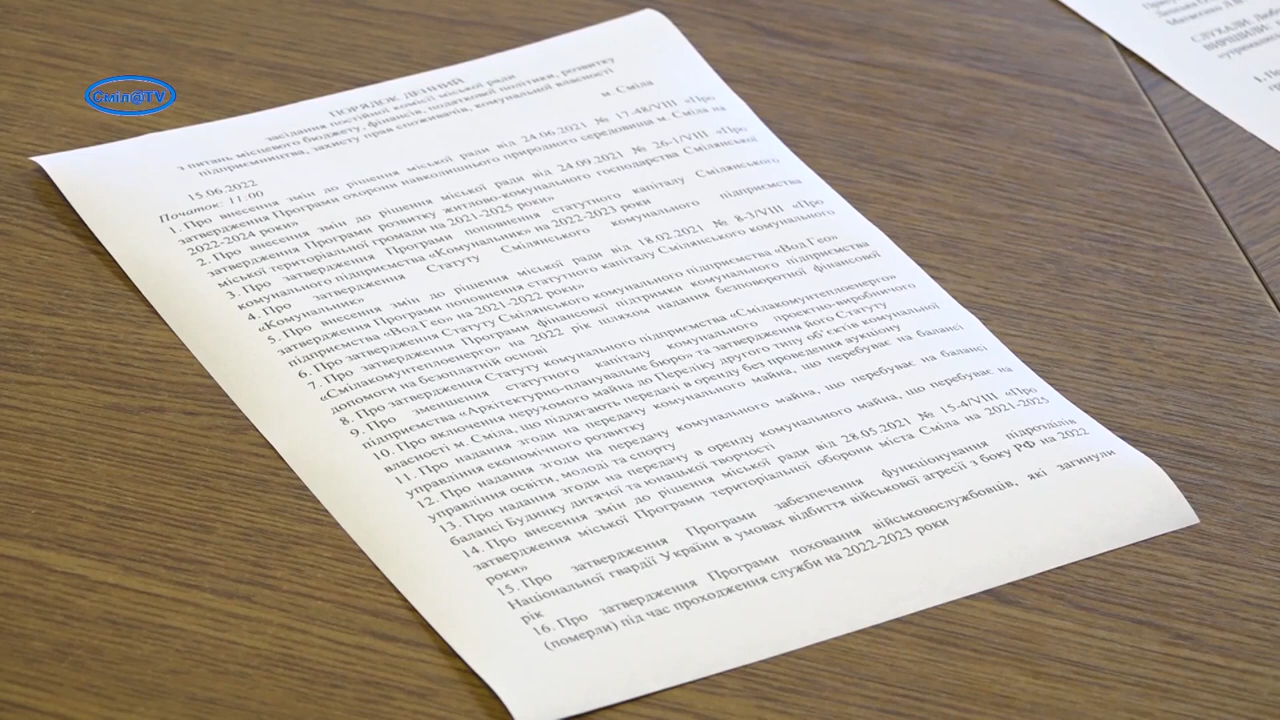 Сміл@TV
ПОРЯДОК ДЕННИЙ
засідання постійної комісії міської ради
з питань місцевого бюджету, фінансів, податкової політики, розвитку
підприємництва, захисту прав споживачів, комунальної власності
15.06.2022
м. Сміла
Початок: 11:00
1. Про внесення змін до рішення міської ради від 24.06.2021 № 17-48/VIII «Про
затвердження Програми охорони навколишнього природного середовища м. Сміла на
2022-2024 роки»
2. Про внесення змін до рішення міської ради від 24.09.2021 № 26-1/VIII «Про
затвердження Програми розвитку житлово-комунального господарства Смілянської
міської територіальної громади на 2021-2025 роки»
3. Про затвердження Програми поповнення статутного капіталу Смілянського
комунального підприємства «Комунальник» на 2022-2023 роки
4. Про затвердження Статуту Смілянського комунального підприємства
«Комунальник»
5. Про внесення змін до рішення міської ради від 18.02.2021 № 8-3/VIII «Про
затвердження Програми поповнення статутного капіталу Смілянського комунального
підприємства «Вод Гео» на 2021-2022 роки»
6. Про затвердження Статуту Смілянського комунального підприємства «Вод Гео»
7. Про затвердження Програми фінансової підтримки комунального підприємства
«Смілакомунтеплоенерго» на 2022 рік шляхом надання безповоротної фінансової
допомоги на безоплатній основі
8. Про затвердження Статуту комунального підприємства «Смілакомунтеплоенерго»
9. Про зменшення статутного капіталу комунального проектно-виробничого
підприємства «Архітектурно-планувальне бюро» та затвердження його Статуту
10. Про включення нерухомого майна до Переліку другого типу об'єктів комунальної
власності м. Сміла, що підлягають передачі в оренду без проведення аукціону
11. Про надання згоди на передачу комунального майна, що перебуває на балансі
управління економічного розвитку
12. Про надання згоди на передачу комунального майна, що перебуває на балансі
управління освіти, молоді та спорту
13. Про надання згоди на передачу в оренду комунального майна, що перебуває на
балансі Будинку дитячої та юнацької творчості
14. Про внесення змін до рішення міської ради від 28.05.2021 № 15-4/VIII «Про
затвердження міської Програми територіальної оборони міста Сміла на 2021-2023
роки»
15. Про затвердження Програми забезпечення функціонування підрозділів
Національної гвардії України в умовах відбиття військової агресії з боку РФ на 2022
рік
16. Про затвердження Програми поховання військовослужбовців, які загинули
(померли) під час проходження служби на 2022-2023 роки
СЛУХАЛИ:
ВИРІШИЛИ: